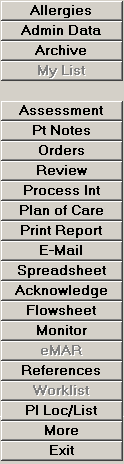 Allergies
Admin Data
Archive
My List
Assessment
Pt Notes
Orders
Review
Process Int
Plan of Care
Print Report
E-Mail
Spreadsheet
Acknowledge
Flowsheet
Monitor
eMAR
References
Worklist
Pl Loc/List
More
Exit